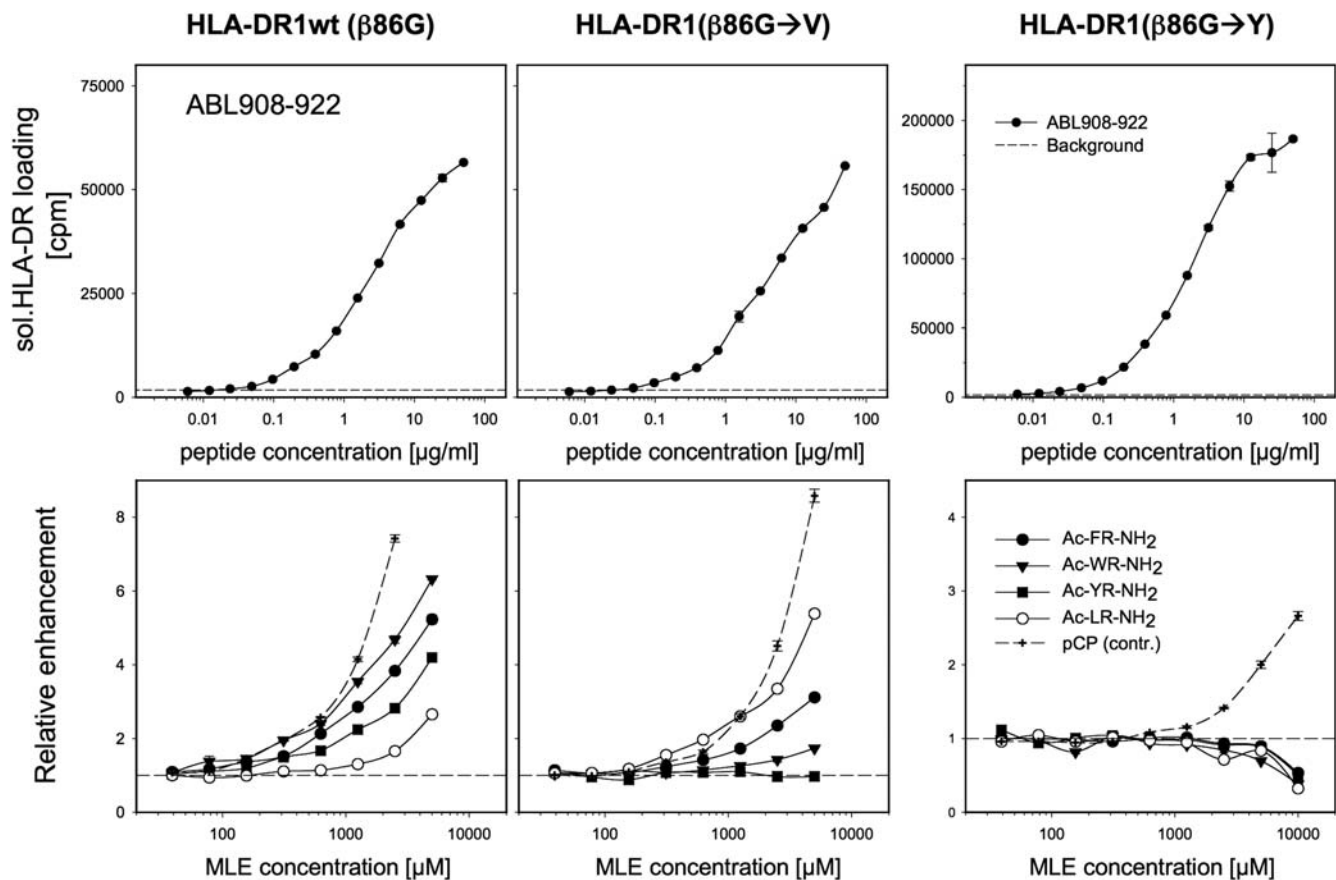 HLA-DR1wt (β86G)
HLA-DR1(β86G→V)
HLA-DR1(β86G→Y)
sol.HLA-DR loading
[cpm]
75000
50000
25000
0
ABL908-922
0.01
0.1
1
10
100
peptide concentration [µg/ml]
0.01
0.1
1
10
100
peptide concentration [µg/ml]
200000
150000
100000
50000
0
ABL908-922
Background
0.01
0.1
1
10
100
peptide concentration [µg/ml]
Relative enhancement
8
6
4
2
0
100
1000
10000
MLE concentration [µM]
100
1000
10000
MLE concentration [µM]
4
3
2
1
0
Ac-FR-NH2
Ac-WR-NH2
Ac-YR-NH2
Ac-LR-NH2
pCP (contr.)
100
1000
10000
MLE concentration [µM]